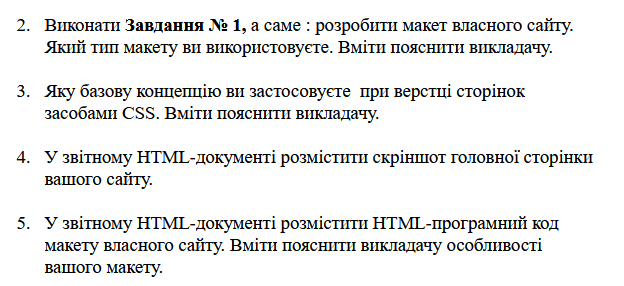 2. Виконати Завдання № 1, а саме : розробити макет власного сайту.
Який тип макету ви використовуєте. Вміти пояснити викладачу.
3. Яку базову концепцію ви застосовуєте при верстці сторінок
засобами CSS. Вміти пояснити викладачу.
4. У звітному HTML-документі розмістити скріншот головної сторінки
вашого сайту.
5. У звітному HTML-документі розмістити HTML-програмний код
макету власного сайту. Вміти пояснити викладачу особливості
вашого макету.